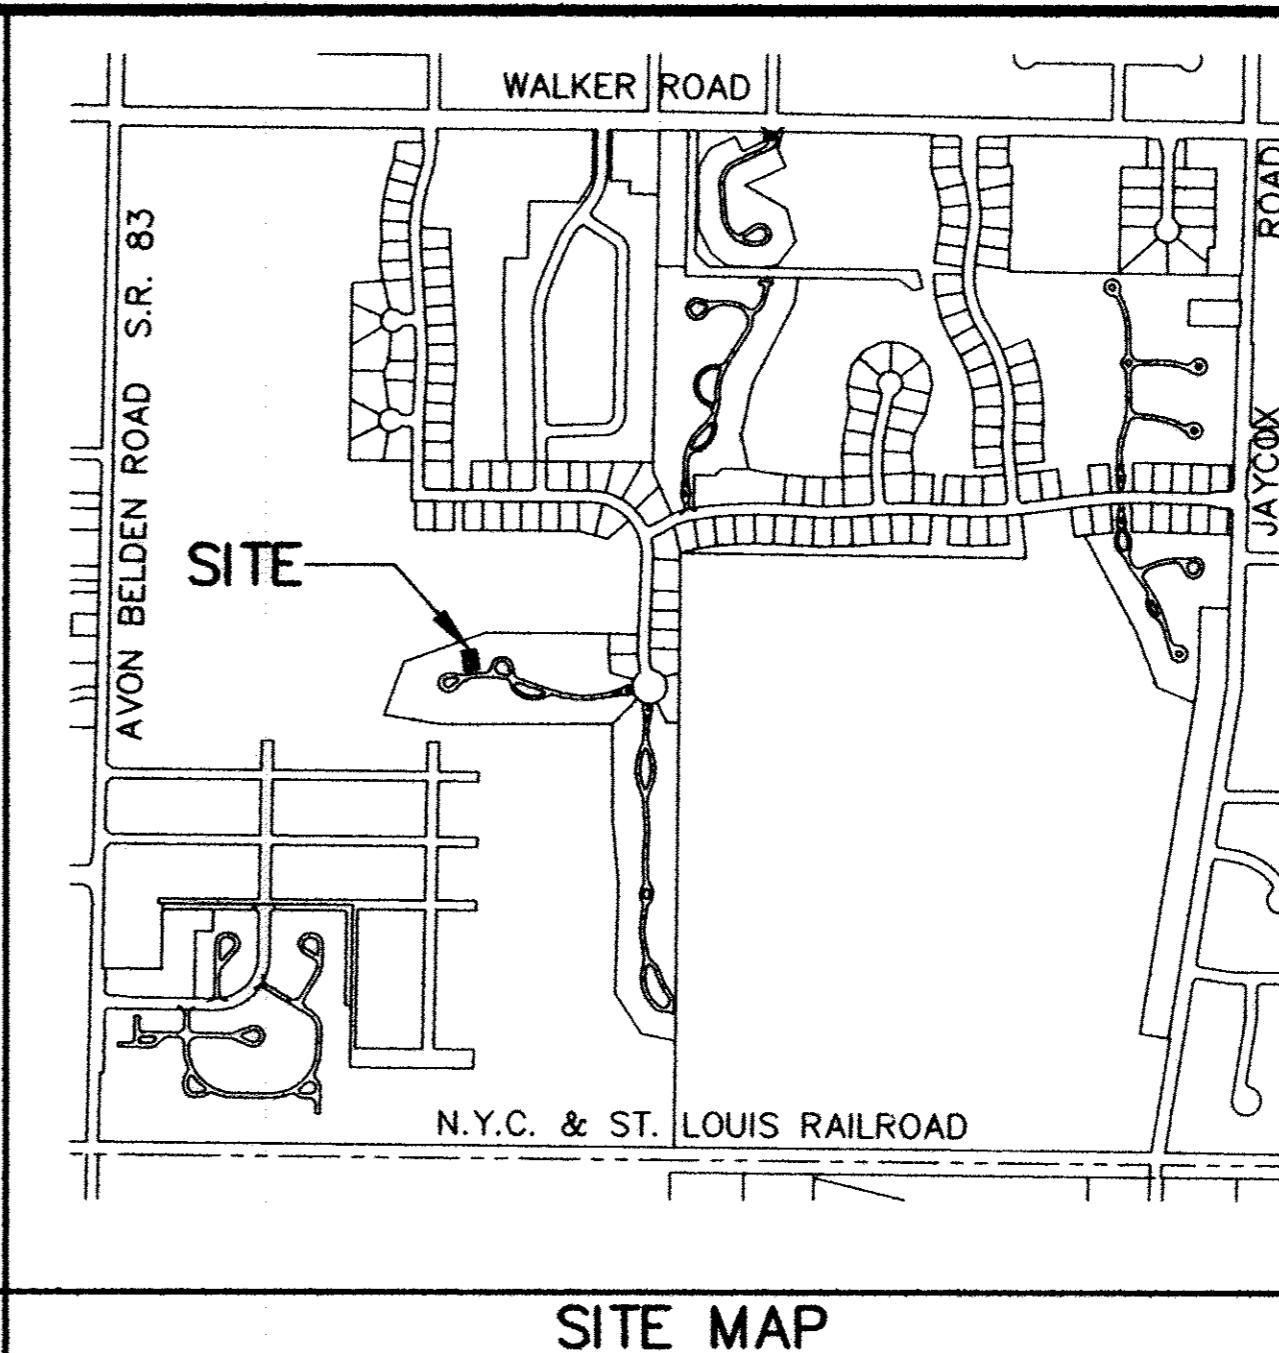 WALKER ROAD
AVON BELDEN ROAD S.R. 83
JAYCOX ROAD
SITE
N.Y.C. & ST. LOUIS RAILROAD
SITE MAP